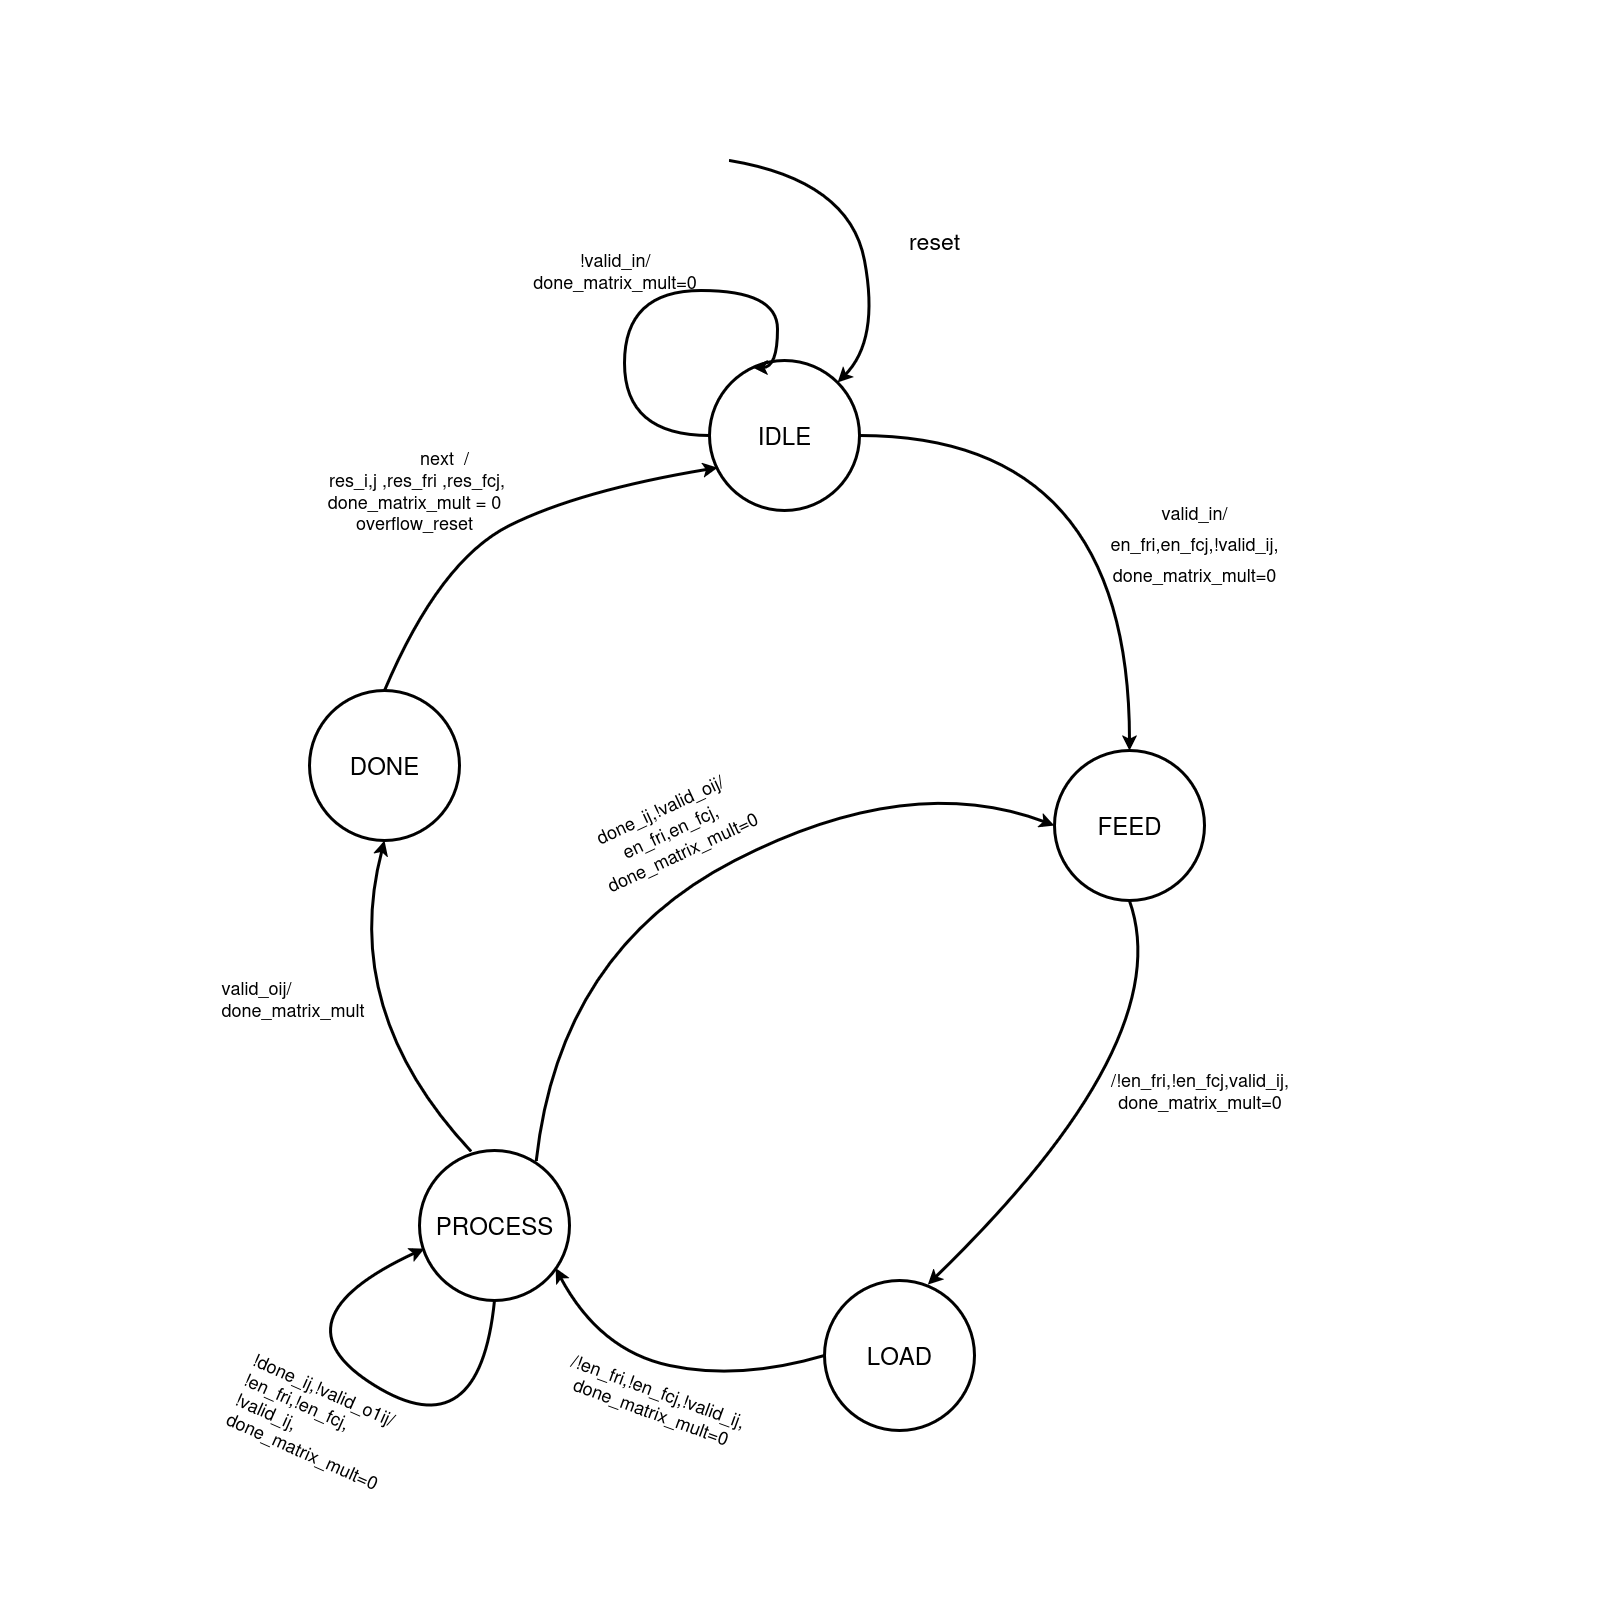 reset
!valid_in/
done_matrix_mult=0
IDLE
next /
res_i,j ,res_fri ,res_fcj,
done_matrix_mult = 0
overflow_reset
valid_in/
en_fri,en_fcj,!valid_ij,
done_matrix_mult=0
DONE
done_ij,!valid_oij/
en_fri,en_fcj,
done_matrix_mult=0
FEED
valid_oij/
done_matrix_mult
/!en_fri,!en_fcj,valid_ij,
done_matrix_mult=0
PROCESS
LOAD
!done_ij,!valid_o1ij/
!en_fri,!en_fcj,
!valid_ij,
done_matrix_mult=0
/!en_fri,!en_fcj,!valid_ij,
done_matrix_mult=0